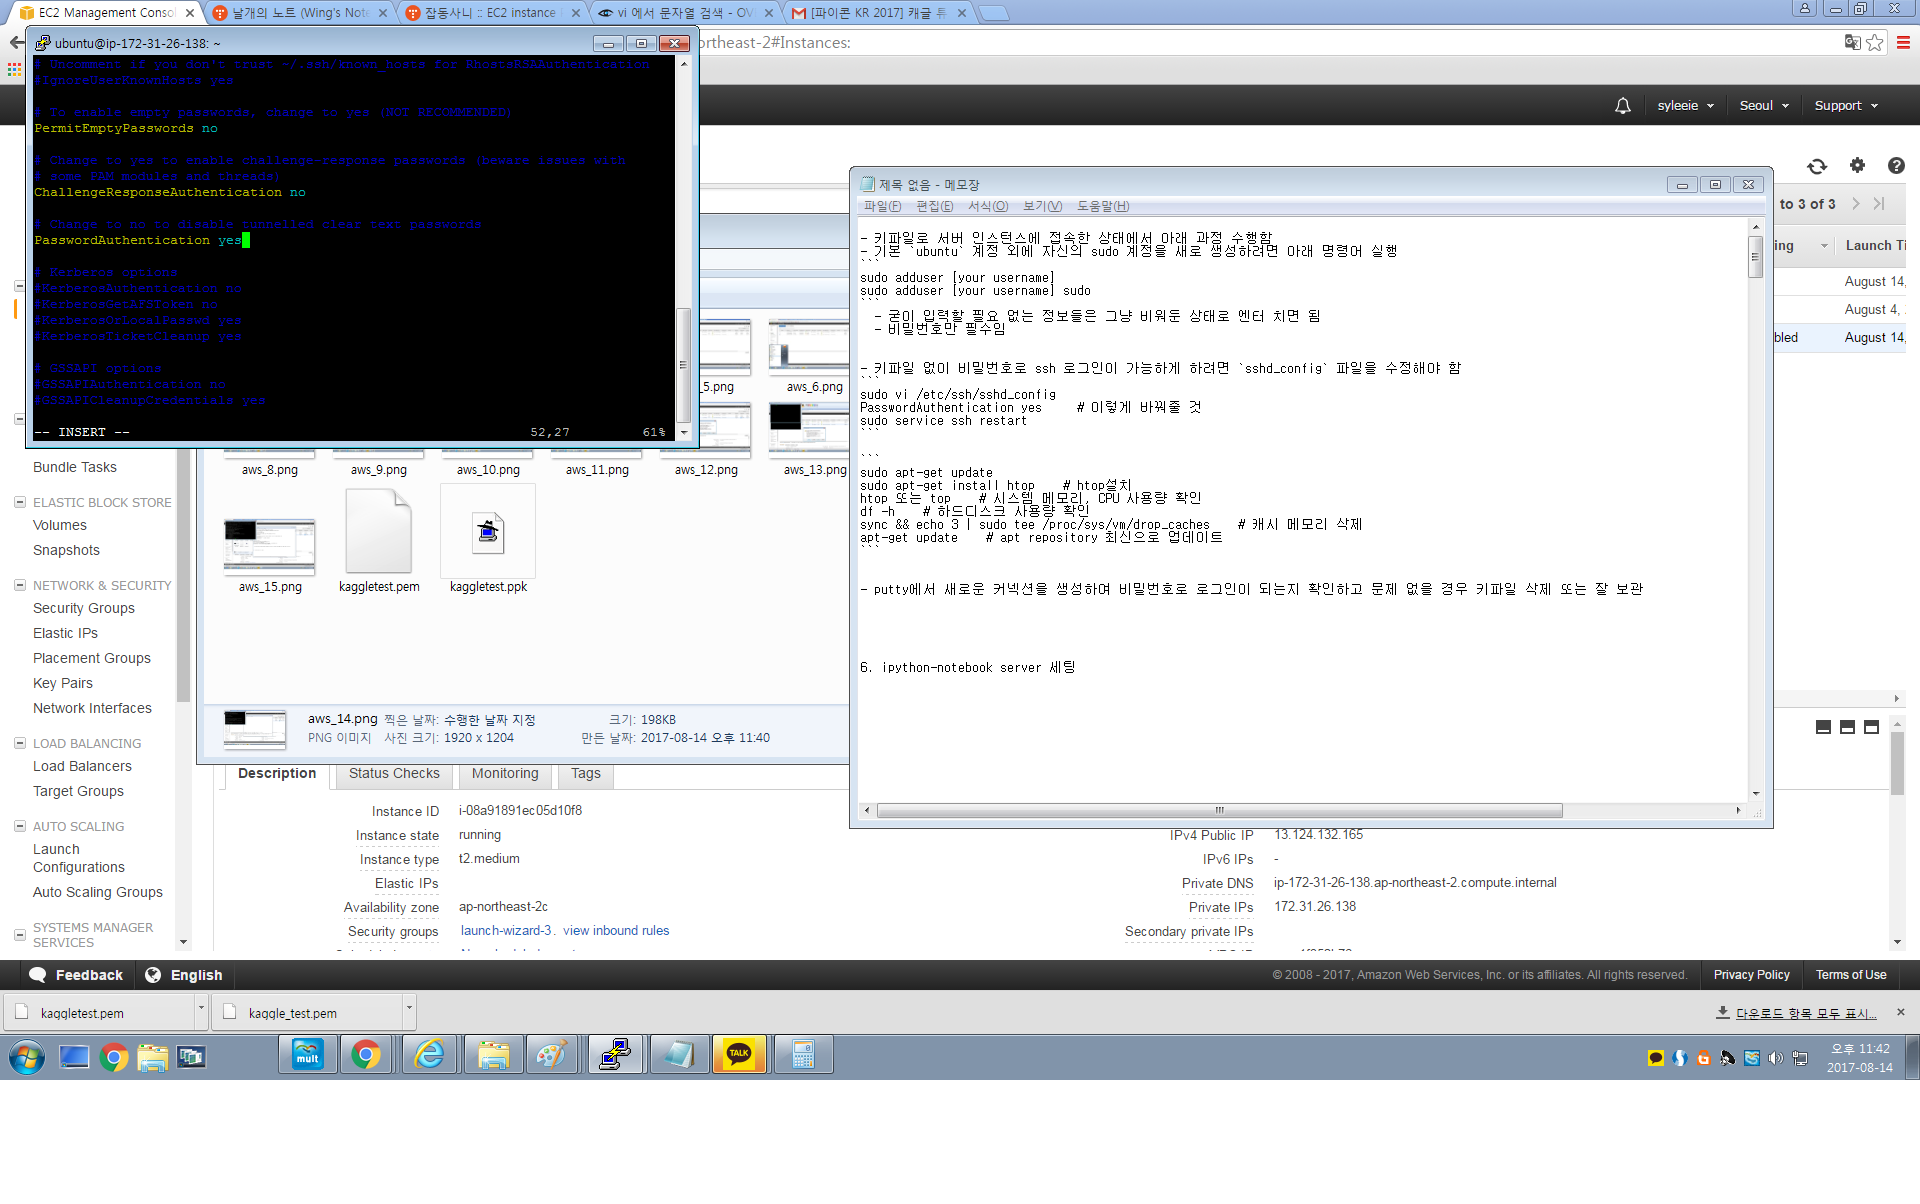 EC2 Management Consol
날개의 노트 (Wing's Note
잡동사니 :: EC2 instance
vi 에서 문자열 검색 - OV
[파이콘 KR 2017] 캐글 튜
ortheast-2#Instances:
syleeie
Seoul
Support
ubuntu@ip-172-31-26-138: ~
# Uncomment if you don't trust ~/.ssh/known_hosts for RhostsRSAAuthentication
#IgnoreUserKnownHosts yes
# To enable empty passwords, change to yes (NOT RECOMMENDED)
PermitEmptyPasswords no
# Change to yes to enable challenge-response passwords (beware issues with
# some PAM modules and threads)
ChallengeResponseAuthentication no
# Change to no to disable tunnelled clear text passwords
PasswordAuthentication yes
# Kerberos options
#KerberosAuthentication no
#KerberosGetAFSToken no
#KerberosOrLocalPasswd yes
#KerberosTicketCleanup yes
# GSSAPI options
#GSSAPIAuthentication no
#GSSAPICleanupCredentials yes
-- INSERT -- 52,27 61%
제목 없음 - 메모장
파일(F) 편집(E) 서식(O) 보기(V) 도움말(H)
- 키파일로 서버 인스턴스에 접속한 상태에서 아래 과정 수행함
- 기본 `ubuntu` 계정 외에 자신의 sudo 계정을 새로 생성하려면 아래 명령어 실행
```
sudo adduser [your username]
sudo adduser [your username] sudo
```
- 굳이 입력할 필요 없는 정보들은 그냥 비워둔 상태로 엔터 치면 됨
- 비밀번호만 필수임
- 키파일 없이 비밀번호로 ssh 로그인이 가능하게 하려면 `sshd_config` 파일을 수정해야 함
```
sudo vi /etc/ssh/sshd_config
PasswordAuthentication yes # 이렇게 바꿔줄 것
sudo service ssh restart
```
```
sudo apt-get update
sudo apt-get install htop # htop설치
htop 또는 top # 시스템 메모리, CPU 사용량 확인
df -h # 하드디스크 사용량 확인
sync && echo 3 | sudo tee /proc/sys/vm/drop_caches # 캐시 메모리 삭제
apt-get update # apt repository 최신으로 업데이트
```
- putty에서 새로운 커넥션을 생성하여 비밀번호로 로그인이 되는지 확인하고 문제 없을 경우 키파일 삭제 또는 잘 보관
6. ipython-notebook server 세팅
to 3 of 3
ing
Launch Ti
August 14,
August 4,
bled
August 14,
_5.png
aws_6.png
aws_8.png
aws_9.png
aws_10.png
aws_11.png
aws_12.png
aws_13.png
aws_15.png
kaggletest.pem
kaggletest.ppk
aws_14.png 찍은 날짜: 수행한 날짜 지정 크기: 198KB
PNG 이미지 사진 크기: 1920 x 1204 만든 날짜: 2017-08-14 오후 11:40
Bundle Tasks
ELASTIC BLOCK STORE
Volumes
Snapshots
NETWORK & SECURITY
Security Groups
Elastic IPs
Placement Groups
Key Pairs
Network Interfaces
LOAD BALANCING
Load Balancers
Target Groups
AUTO SCALING
Launch
Configurations
Auto Scaling Groups
SYSTEMS MANAGER
SERVICES
Description
Status Checks
Monitoring
Tags
Instance ID i-08a91891ec05d10f8
Instance state running
Instance type t2.medium
Elastic IPs
Availability zone ap-northeast-2c
Security groups launch-wizard-3. view inbound rules
IPv4 Public IP 13.124.132.165
IPv6 IPs -
Private DNS ip-172-31-26-138.ap-northeast-2.compute.internal
Private IPs 172.31.26.138
Secondary private IPs
Feedback
English
© 2008 - 2017, Amazon Web Services, Inc. or its affiliates. All rights reserved.
Privacy Policy
Terms of Use
kaggletest.pem
kaggle_test.pem
다운로드 항목 모두 표시...
mult
TALK
오후 11:42
2017-08-14